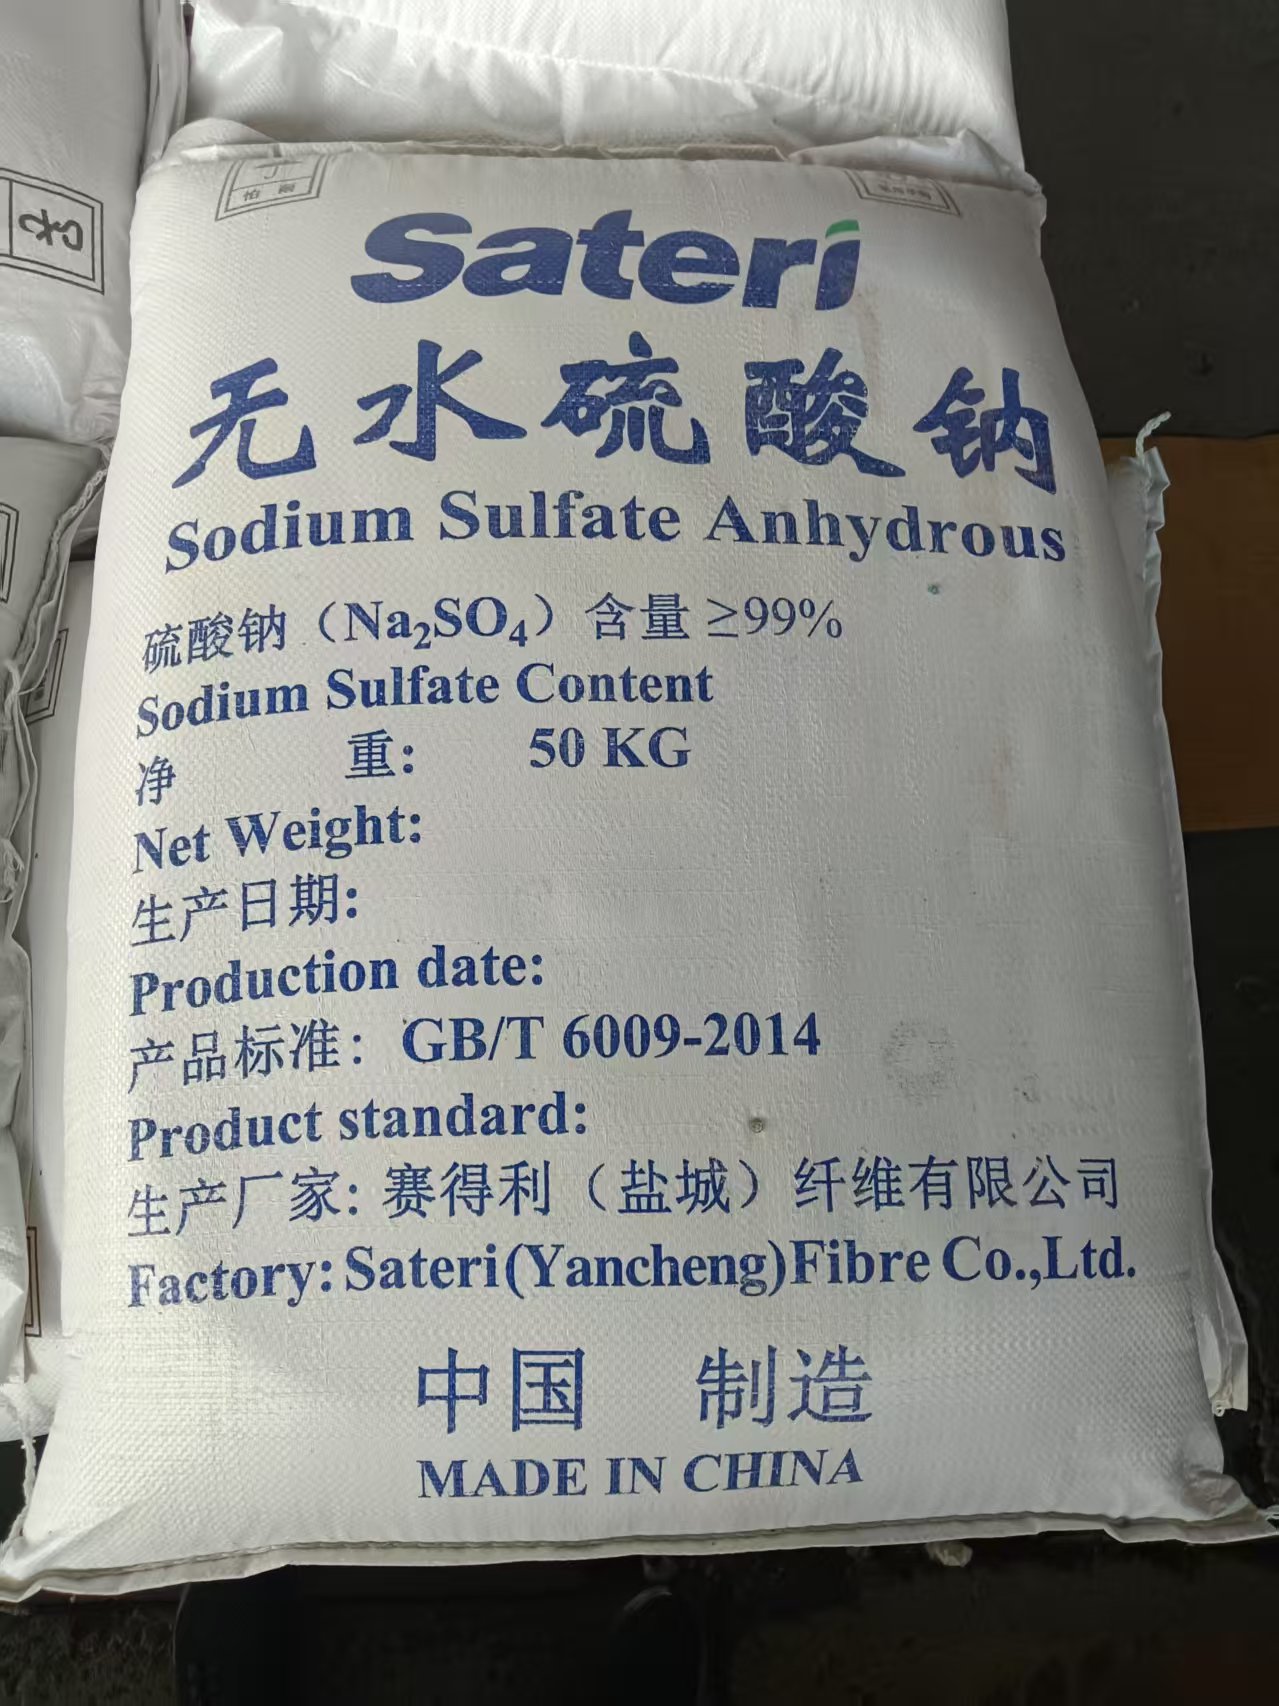 怕 雨
Sateri
无水硫酸钠
Sodium Sulfate Anhydrous
硫酸钠（Na₂SO₄）含量 ≥99%
Sodium Sulfate Content
净 重: 50 KG
Net Weight:
生产日期:
Production date:
产品标准: GB/T 6009-2014
Product standard:
生产厂家: 赛得利（盐城）纤维有限公司
Factory: Sateri(Yancheng)Fibre Co.,Ltd.
中国 制造
MADE IN CHINA